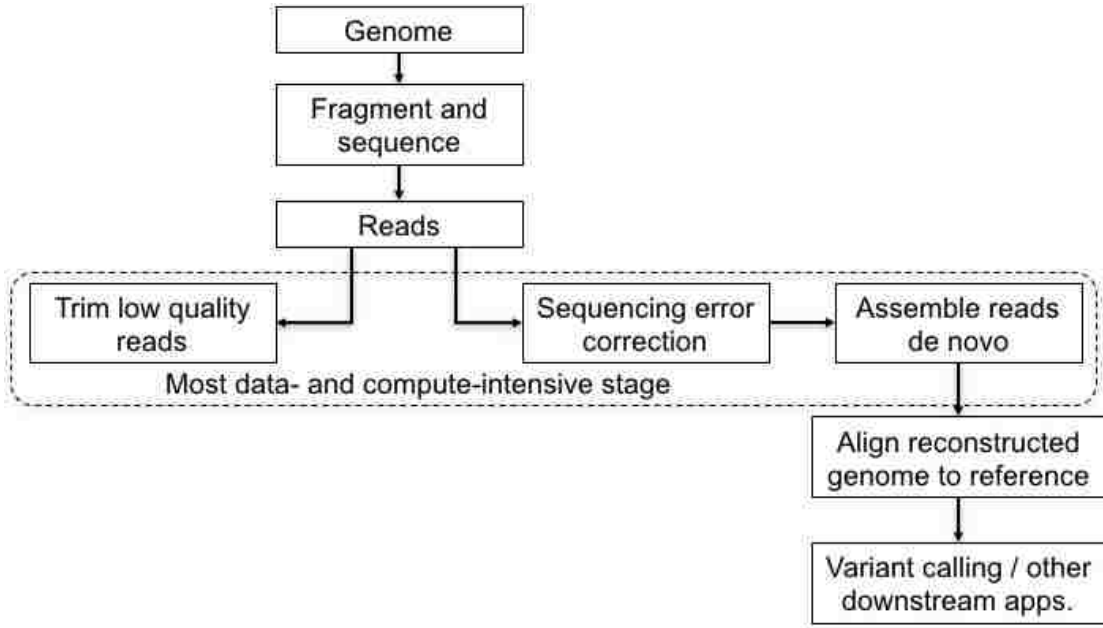 Genome
Fragment and
sequence
Reads
Trim low quality
reads
Sequencing error
correction
Assemble reads
de novo
Most data- and compute-intensive stage
Align reconstructed
genome to reference
Variant calling / other
downstream apps.